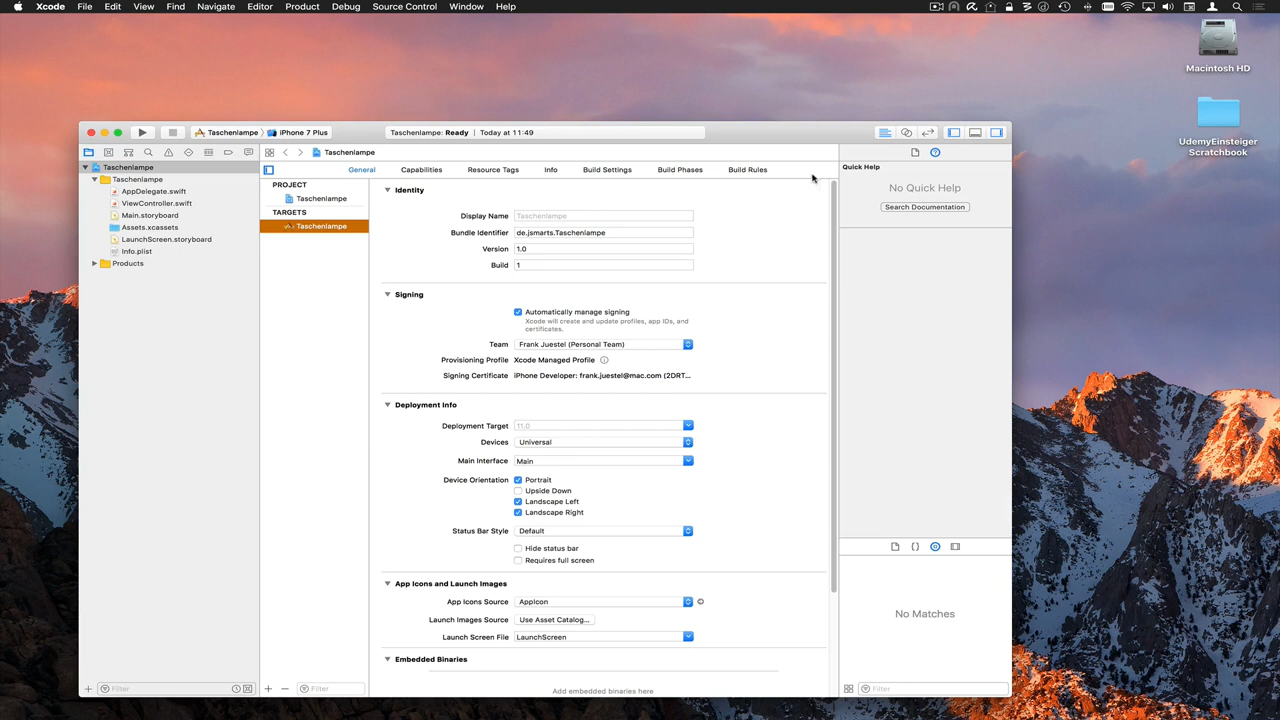 Xcode File Edit View Find Navigate Editor Product Debug Source Control Window Help
Macintosh HD
UdemyEinsteiger
Scratchbook
Taschenlampe iPhone 7 Plus
Taschenlampe: Ready Today at 11:49
Taschenlampe
Taschenlampe
AppDelegate.swift
ViewController.swift
Main.storyboard
Assets.xcassets
LaunchScreen.storyboard
Info.plist
Products
Filter
Taschenlampe
General Capabilities Resource Tags Info Build Settings Build Phases Build Rules
PROJECT
Taschenlampe
TARGETS
Taschenlampe
Filter
Identity
Display Name Taschenlampe
Bundle Identifier de.jsmarts.Taschenlampe
Version 1.0
Build 1
Signing
Automatically manage signing
Xcode will create and update profiles, app IDs, and
certificates.
Team Frank Juestel (Personal Team)
Provisioning Profile Xcode Managed Profile
Signing Certificate iPhone Developer: frank.juestel@mac.com (2DRT...
Deployment Info
Deployment Target 11.0
Devices Universal
Main Interface Main
Device Orientation Portrait
Upside Down
Landscape Left
Landscape Right
Status Bar Style Default
Hide status bar
Requires full screen
App Icons and Launch Images
App Icons Source AppIcon
Launch Images Source Use Asset Catalog...
Launch Screen File LaunchScreen
Embedded Binaries
Add embedded binaries here
Quick Help
No Quick Help
Search Documentation
No Matches
Filter